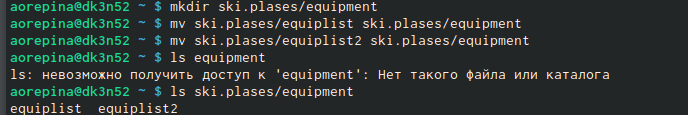 aorepina@dk3n52 ~ $ mkdir ski.plases/equipment
aorepina@dk3n52 ~ $ mv ski.plases/equiplist ski.plases/equipment
aorepina@dk3n52 ~ $ mv ski.plases/equiplist2 ski.plases/equipment
aorepina@dk3n52 ~ $ ls equipment
ls: невозможно получить доступ к 'equipment': Нет такого файла или каталога
aorepina@dk3n52 ~ $ ls ski.plases/equipment
equiplist  equiplist2